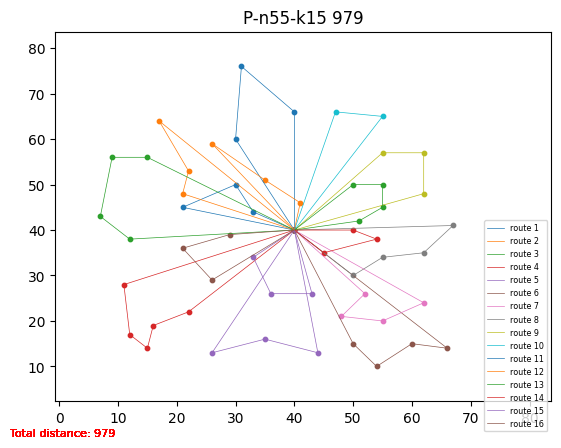 P-n55-k15 979
80
70
60
50
40
30
20
10
0
10
20
30
40
50
60
70
80
route 1
route 2
route 3
route 4
route 5
route 6
route 7
route 8
route 9
route 10
route 11
route 12
route 13
route 14
route 15
route 16
Total distance: 979